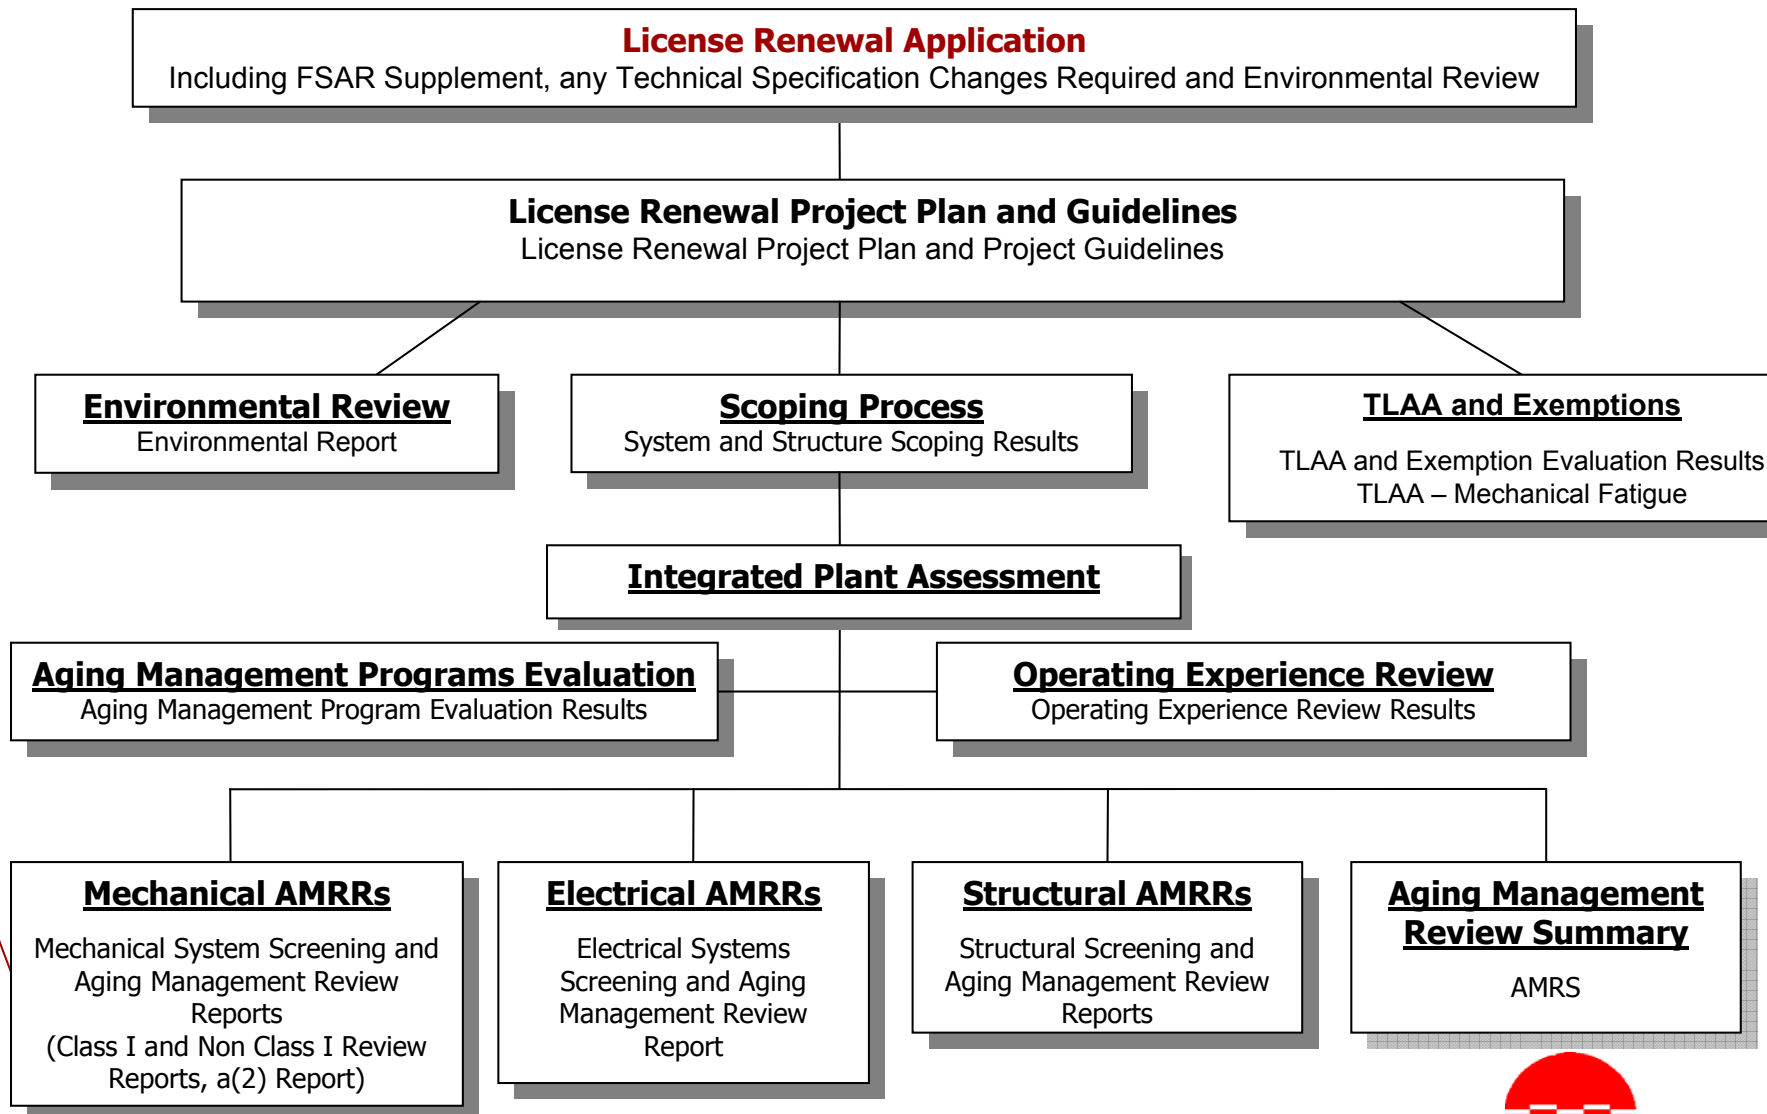 License Renewal Application
Including FSAR Supplement, any Technical Specification Changes Required and Environmental Review
License Renewal Project Plan and Guidelines
License Renewal Project Plan and Project Guidelines
Environmental Review
Environmental Report
Scoping Process
System and Structure Scoping Results
TLAA and Exemptions
TLAA and Exemption Evaluation Results
TLAA – Mechanical Fatigue
Integrated Plant Assessment
Aging Management Programs Evaluation
Aging Management Program Evaluation Results
Operating Experience Review
Operating Experience Review Results
Mechanical AMRRs
Mechanical System Screening and
Aging Management Review
Reports
(Class I and Non Class I Review
Reports, a(2) Report)
Electrical AMRRs
Electrical Systems
Screening and Aging
Management Review
Report
Structural AMRRs
Structural Screening and
Aging Management Review
Reports
Aging Management
Review Summary
AMRS